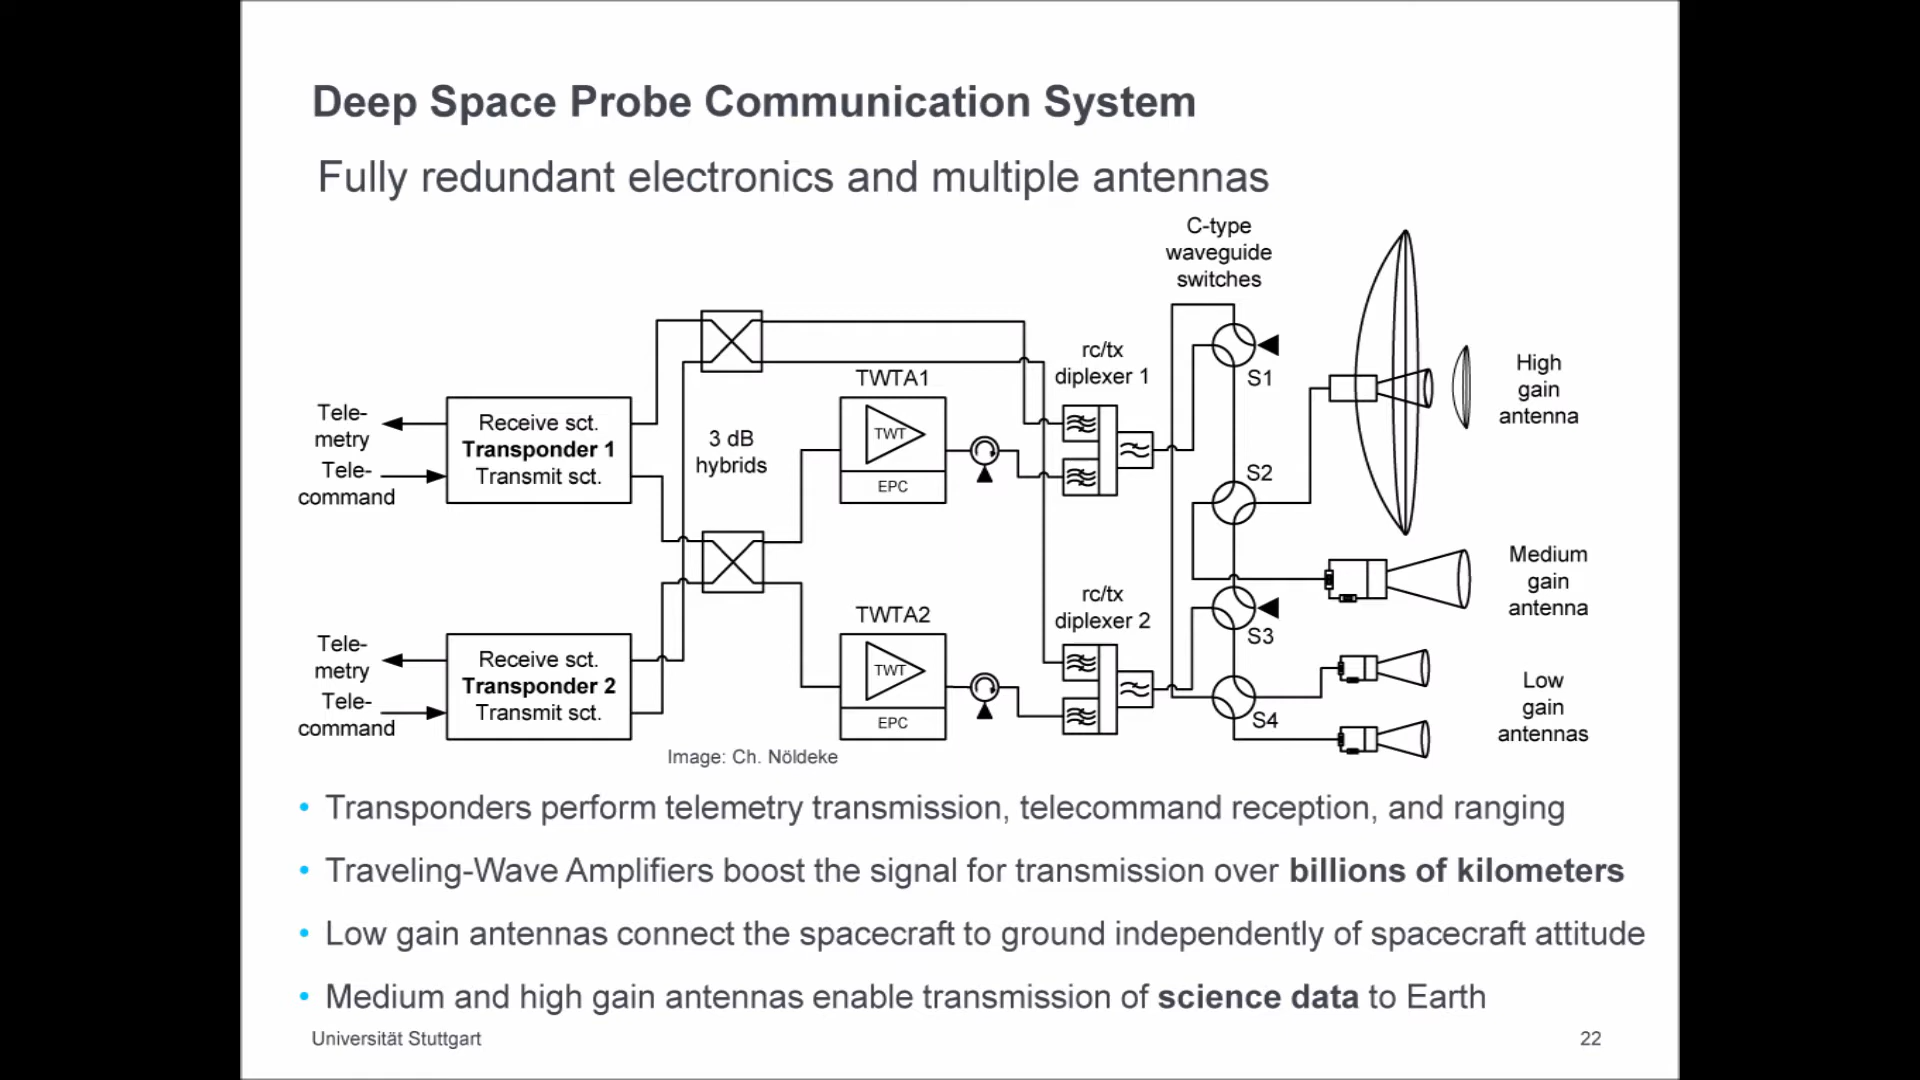 Deep Space Probe Communication System
Fully redundant electronics and multiple antennas
C-type
waveguide
switches
Tele-
metry
Tele-
command
Receive sct.
Transponder 1
Transmit sct.
3 dB
hybrids
TWTA1
TWT
EPC
rc/tx
diplexer 1
S1
S2
High
gain
antenna
Medium
gain
antenna
Tele-
metry
Tele-
command
Receive sct.
Transponder 2
Transmit sct.
TWTA2
TWT
EPC
rc/tx
diplexer 2
S3
S4
Low
gain
antennas
Image: Ch. Nöldeke
• Transponders perform telemetry transmission, telecommand reception, and ranging
• Traveling-Wave Amplifiers boost the signal for transmission over billions of kilometers
• Low gain antennas connect the spacecraft to ground independently of spacecraft attitude
• Medium and high gain antennas enable transmission of science data to Earth
Universität Stuttgart
22